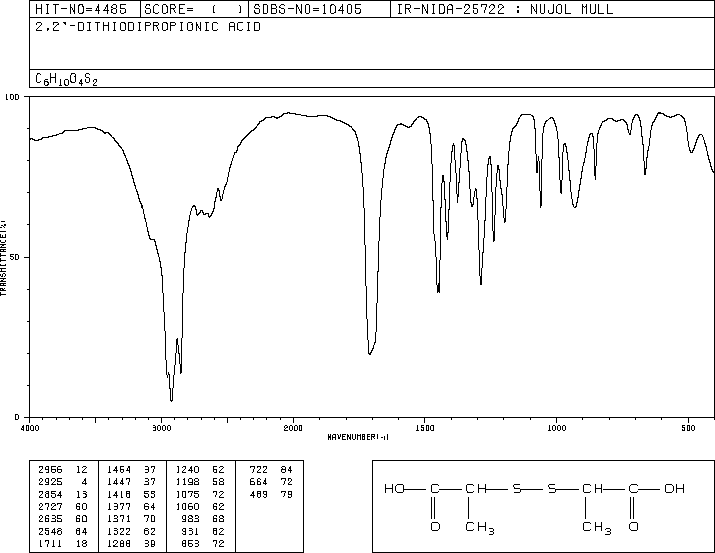 HIT-NO=4485 SCORE= ( ) SDBS-NO=10405 IR-NIDA-25722 : NUJOL MULL
2,2'-DITHIODIPROPIONIC ACID
C6H10O4S2
100
50
0
TRANSMITTANCE(%)
4000 3000 2000 1500 1000 500
WAVENUMBER(-1)
2956 12 1464 37 1240 52 722 84
2925 4 1447 37 1198 58 664 72
2854 13 1418 55 1075 72 489 79
2727 60 1377 64 1060 62
2635 60 1371 70 983 68
2546 64 1322 62 931 62
1711 18 1288 39 853 72
HO C CH S S CH C OH
O CH3 CH3 O